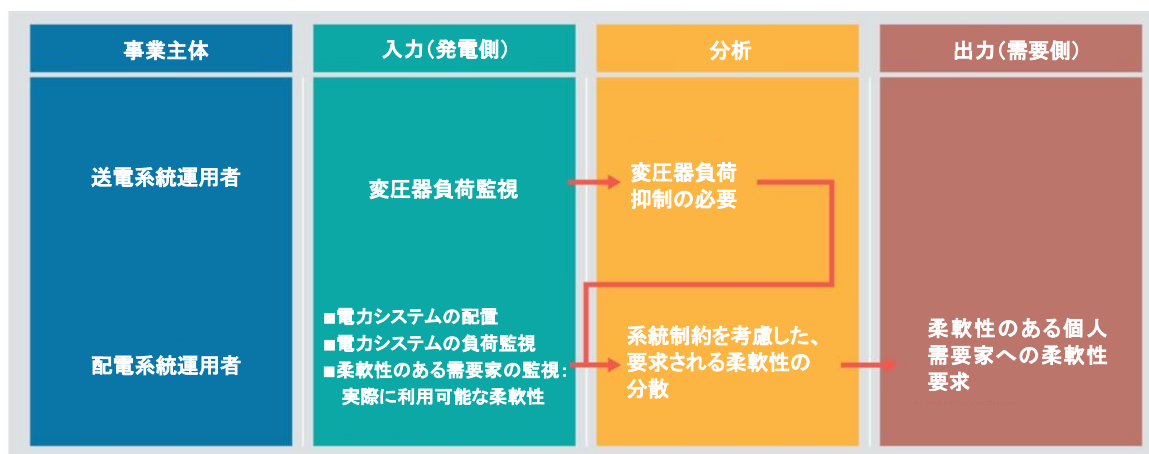 事業主体
入力(発電側)
分析
出力(需要側)
送電系統運用者
変圧器負荷監視
変圧器負荷
抑制の必要
配電系統運用者
■電力システムの配置
■電力システムの負荷監視
■柔軟性のある需要家の監視:
実際に利用可能な柔軟性
系統制約を考慮した、
要求される柔軟性の
分散
柔軟性のある個人
需要家への柔軟性
要求